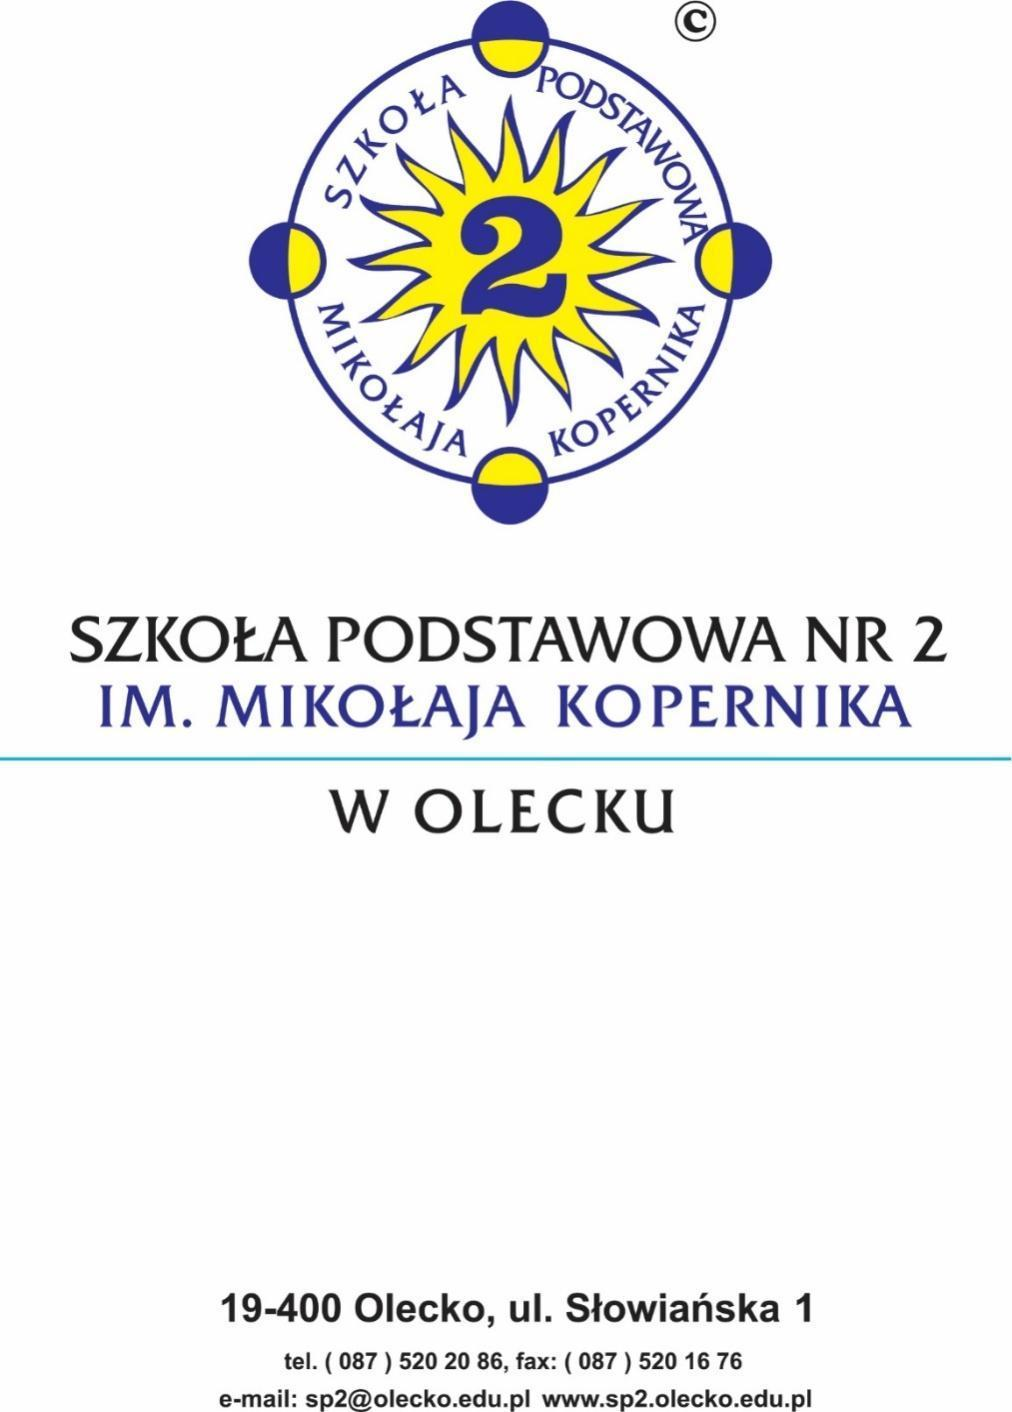 ©
SZKOŁA PODSTAWOWA
2
MIKOŁAJA KOPERNIKA
SZKOŁA PODSTAWOWA NR 2
IM. MIKOŁAJA KOPERNIKA
W OLECKU
19-400 Olecko, ul. Słowiańska 1
tel. ( 087 ) 520 20 86, fax: ( 087 ) 520 16 76
e-mail: sp2@olecko.edu.pl www.sp2.olecko.edu.pl